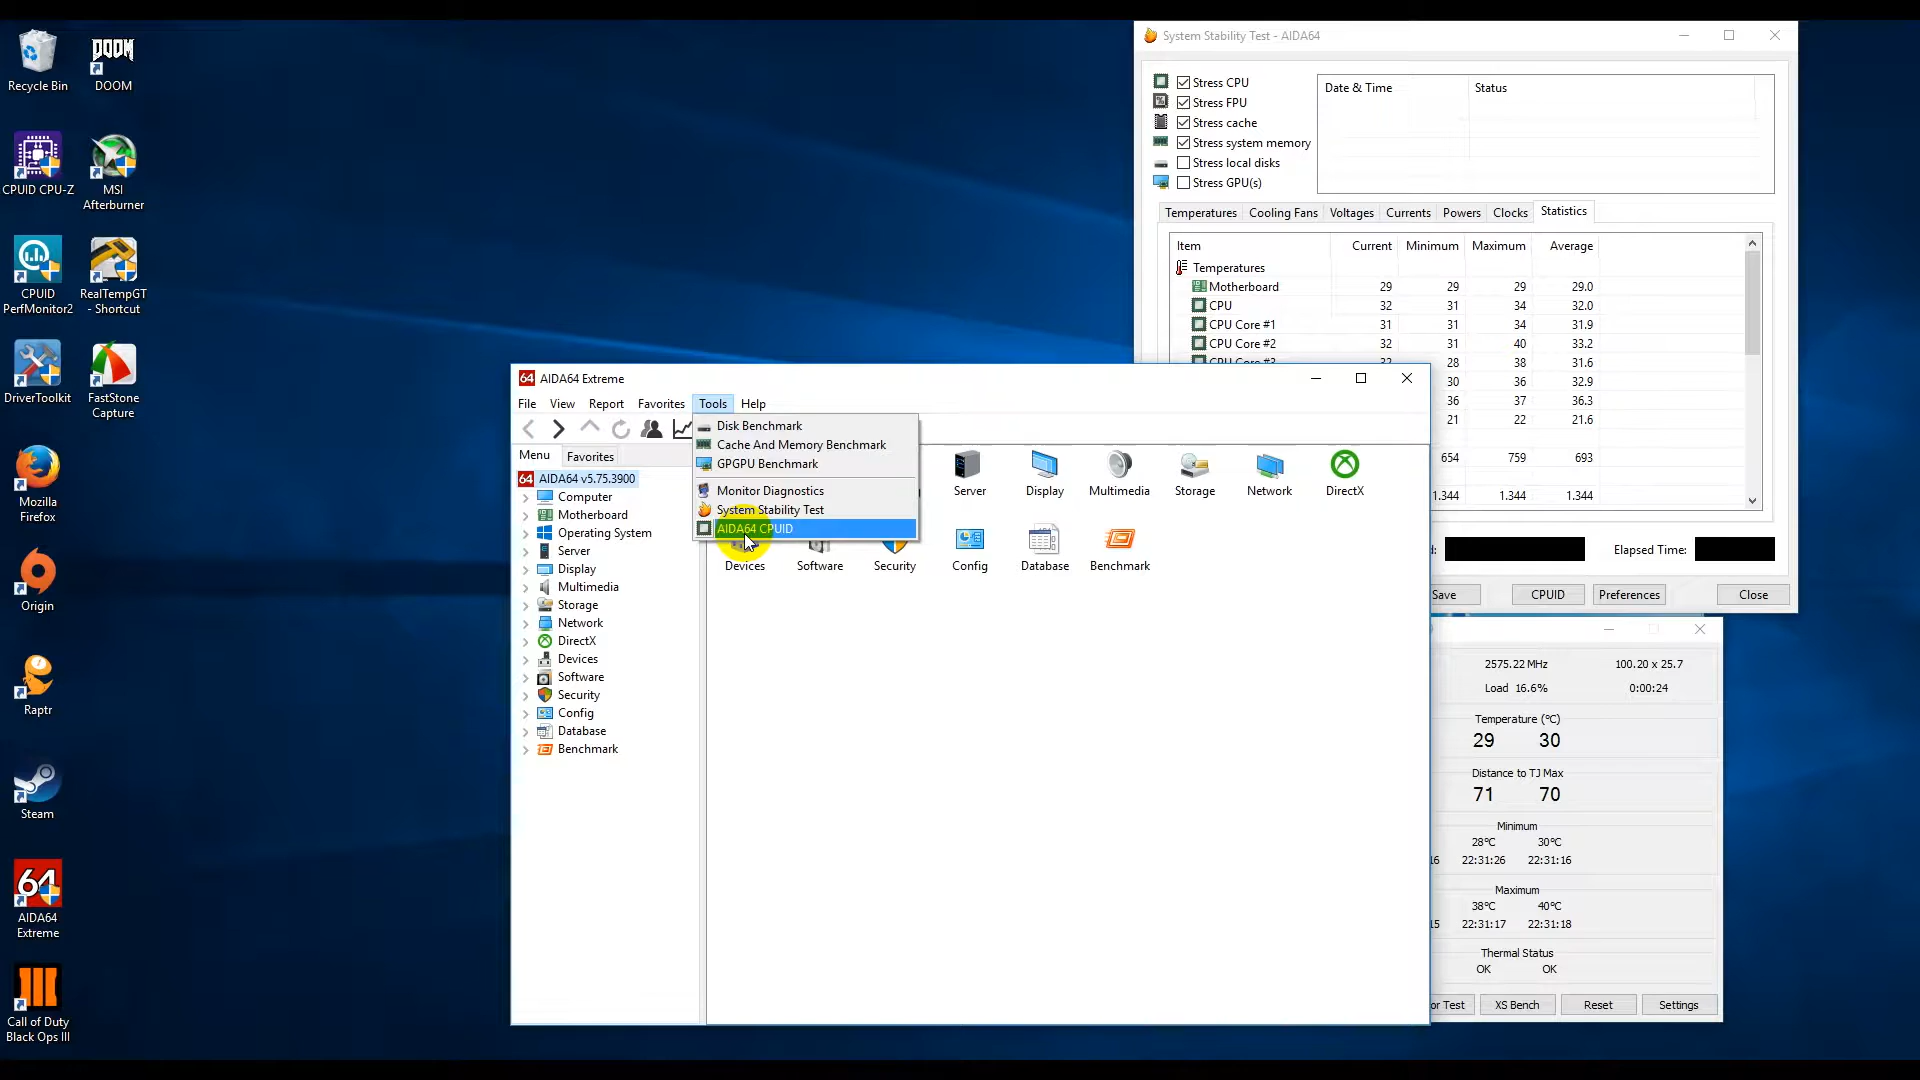 Recycle Bin
DOOM
CPUID CPU-Z
MSI
Afterburner
CPUID
PerfMonitor2
RealTempGT
- Shortcut
DriverToolkit
FastStone
Capture
Mozilla
Firefox
Origin
Raptr
Steam
AIDA64
Extreme
Call of Duty
Black Ops III
System Stability Test - AIDA64
Stress CPU
Stress FPU
Stress cache
Stress system memory
Stress local disks
Stress GPU(s)
Date & Time Status
Temperatures Cooling Fans Voltages Currents Powers Clocks Statistics
Item Current Minimum Maximum Average
Temperatures
Motherboard 29 29 29 29.0
CPU 32 31 34 32.0
CPU Core #1 31 31 34 31.9
CPU Core #2 32 31 40 33.2
CPU Core #3 32 28 38 31.6
30 36 32.9
36 37 36.3
21 22 21.6
654 759 693
1.344 1.344 1.344
Elapsed Time:
Save CPUID Preferences Close
64 AIDA64 Extreme
File View Report Favorites Tools Help
Disk Benchmark
Cache And Memory Benchmark
GPGPU Benchmark
Monitor Diagnostics
System Stability Test
AIDA64 CPUID
Menu Favorites
64 AIDA64 v5.75.3900
Computer
Motherboard
Operating System
Server
Display
Multimedia
Storage
Network
DirectX
Devices
Software
Security
Config
Database
Benchmark
Server Display Multimedia Storage Network DirectX
Devices Software Security Config Database Benchmark
2575.22 MHz 100.20 x 25.7
Load 16.6% 0:00:24
Temperature (°C)
29 30
Distance to TJ Max
71 70
Minimum
28°C 30°C
16 22:31:26 22:31:16
Maximum
38°C 40°C
15 22:31:17 22:31:18
Thermal Status
OK OK
or Test XS Bench Reset Settings